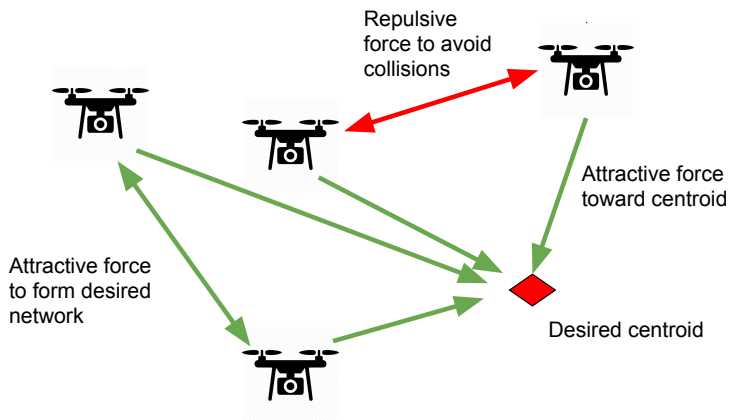 Repulsive
force to avoid
collisions
Attractive force
toward centroid
Attractive force
to form desired
network
Desired centroid